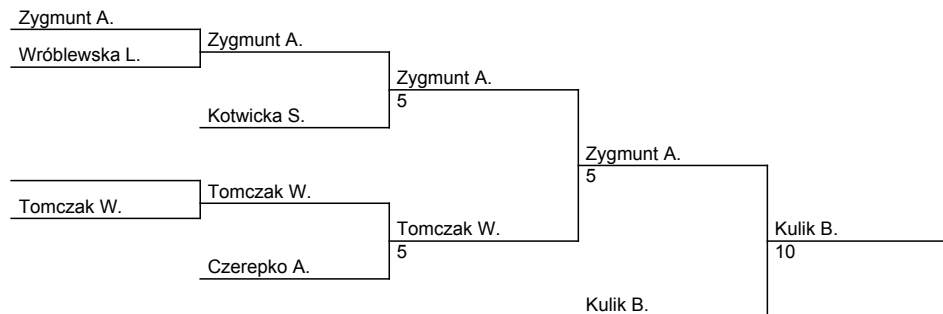 Zygmunt A.
Wróblewska L.
Zygmunt A.
Kotwicka S.
Zygmunt A.
5
Tomczak W.
Tomczak W.
Czerepko A.
Tomczak W.
5
Zygmunt A.
5
Kulik B.
Kulik B.
10